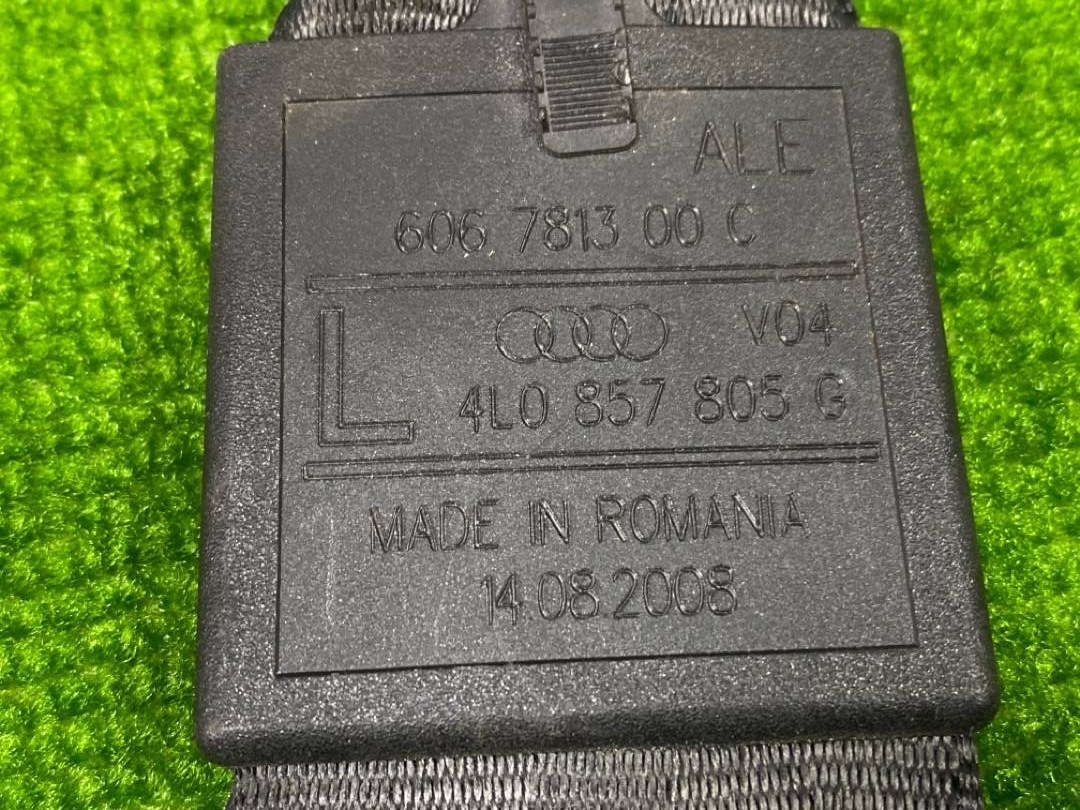 ALE
606 7813 00 C
L V04
4L0 857 805 G
MADE IN ROMANIA
14.08.2008